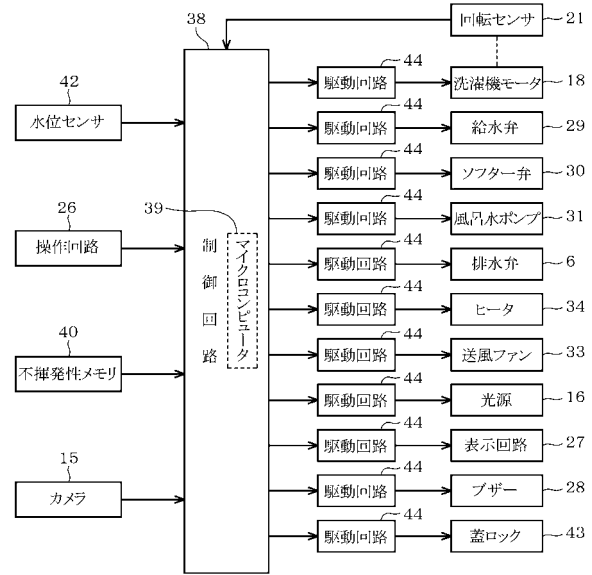 38
回転センサ 21
44
駆動回路 洗濯機モータ 18
42
水位センサ
44
駆動回路 給水弁 29
44
駆動回路 ソフター弁 30
26
操作回路
39
制御回路
マイクロコンピュータ
44
駆動回路 風呂水ポンプ 31
44
駆動回路 排水弁 6
44
駆動回路 ヒータ 34
40
不揮発性メモリ
44
駆動回路 送風ファン 33
44
駆動回路 光源 16
44
駆動回路 表示回路 27
15
カメラ
44
駆動回路 ブザー 28
44
駆動回路 蓋ロック 43